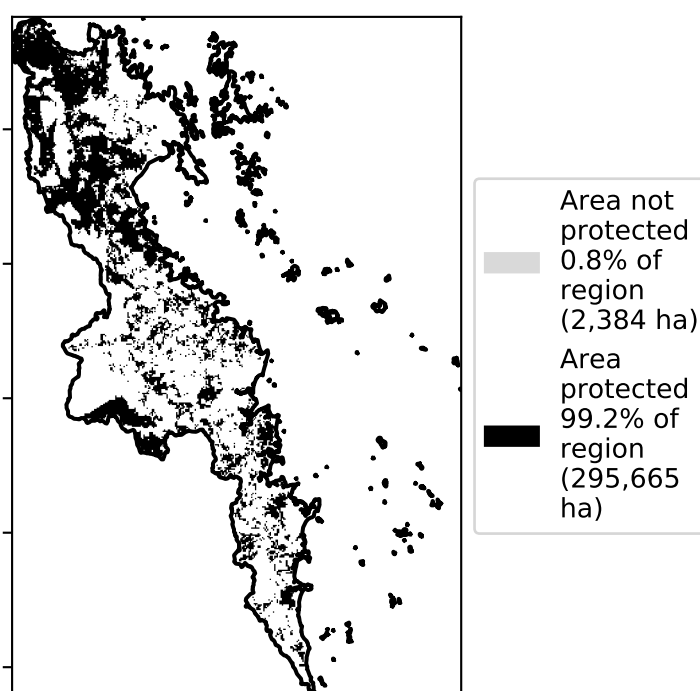 Area not
protected
0.8% of
region
(2,384 ha)
Area
protected
99.2% of
region
(295,665
ha)